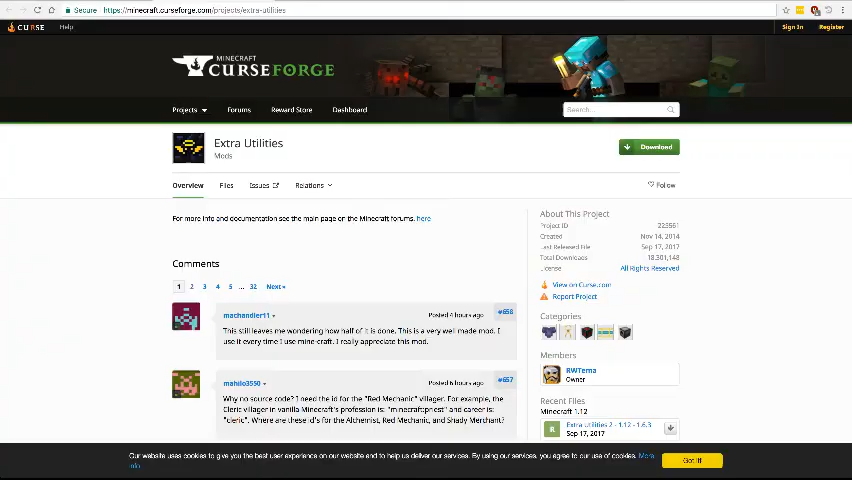 Secure https://minecraft.curseforge.com/projects/extra-utilities
CURSE Help Sign In Register
MINECRAFT
CURSEFORGE
Projects Forums Reward Store Dashboard Search...
Extra Utilities
Mods
Download
Overview Files Issues Relations Follow
For more info and documentation see the main page on the Minecraft forums. here
Comments
1 2 3 4 5 ... 32 Next »
machandler11 Posted 4 hours ago #658
This still leaves me wondering how half of it is done. This is a very well made mod. I
use it every time I use mine-craft. I really appreciate this mod.
mahilo3550 Posted 6 hours ago #657
Why no source code? I need the id for the "Red Mechanic" villager. For example, the
Cleric villager in vanilla Minecraft's profession is: "minecraft:priest" and career is:
"cleric". Where are these id's for the Alchemist, Red Mechanic, and Shady Merchant?
About This Project
Project ID 225561
Created Nov 14, 2014
Last Released File Sep 17, 2017
Total Downloads 18,301,148
License All Rights Reserved
View on Curse.com
Report Project
Categories
Members
RWTema
Owner
Recent Files
Minecraft 1.12
R Extra Utilities 2 - 1.12 - 1.6.3
Sep 17, 2017
Our website uses cookies to give you the best user experience on our website and to help us deliver our services. By using our services, you agree to our use of cookies. More
info
Got it!